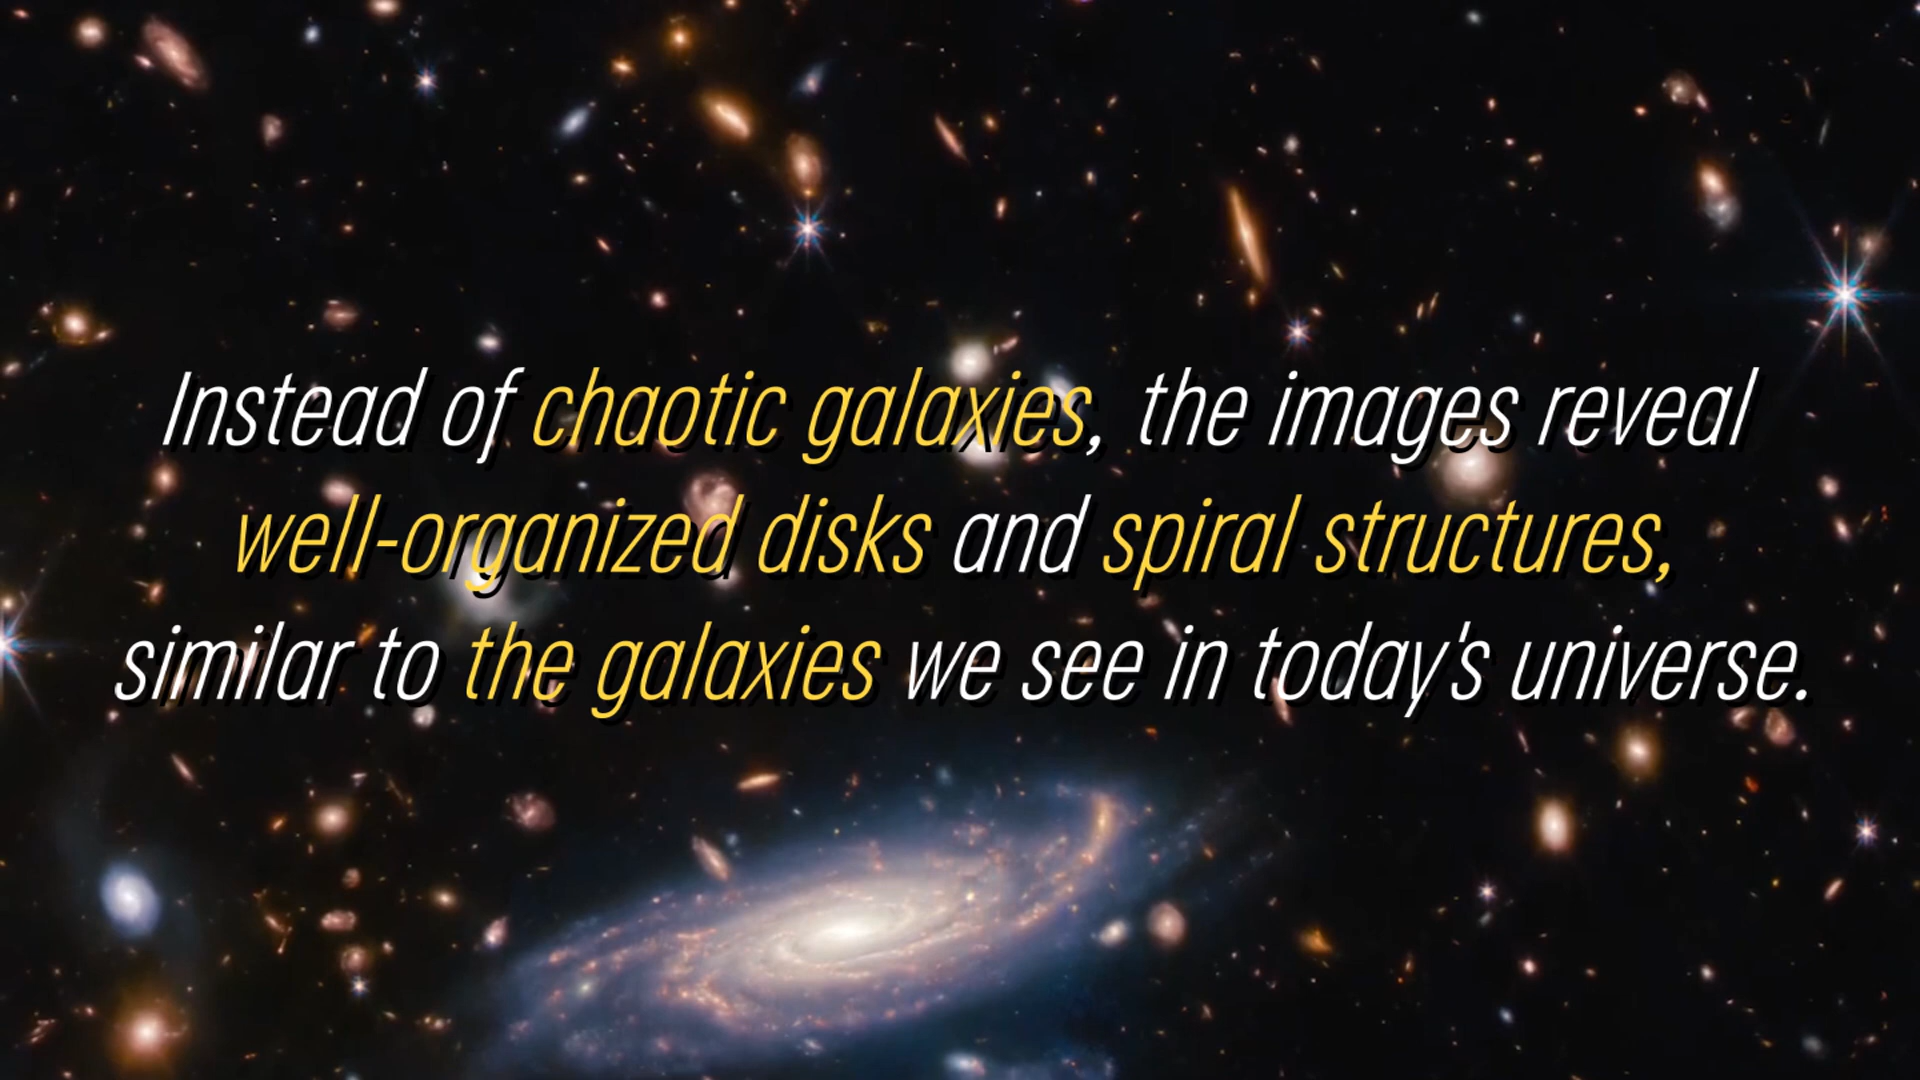 Instead of chaotic galaxies, the images reveal
well-organized disks and spiral structures,
similar to the galaxies we see in today's universe.